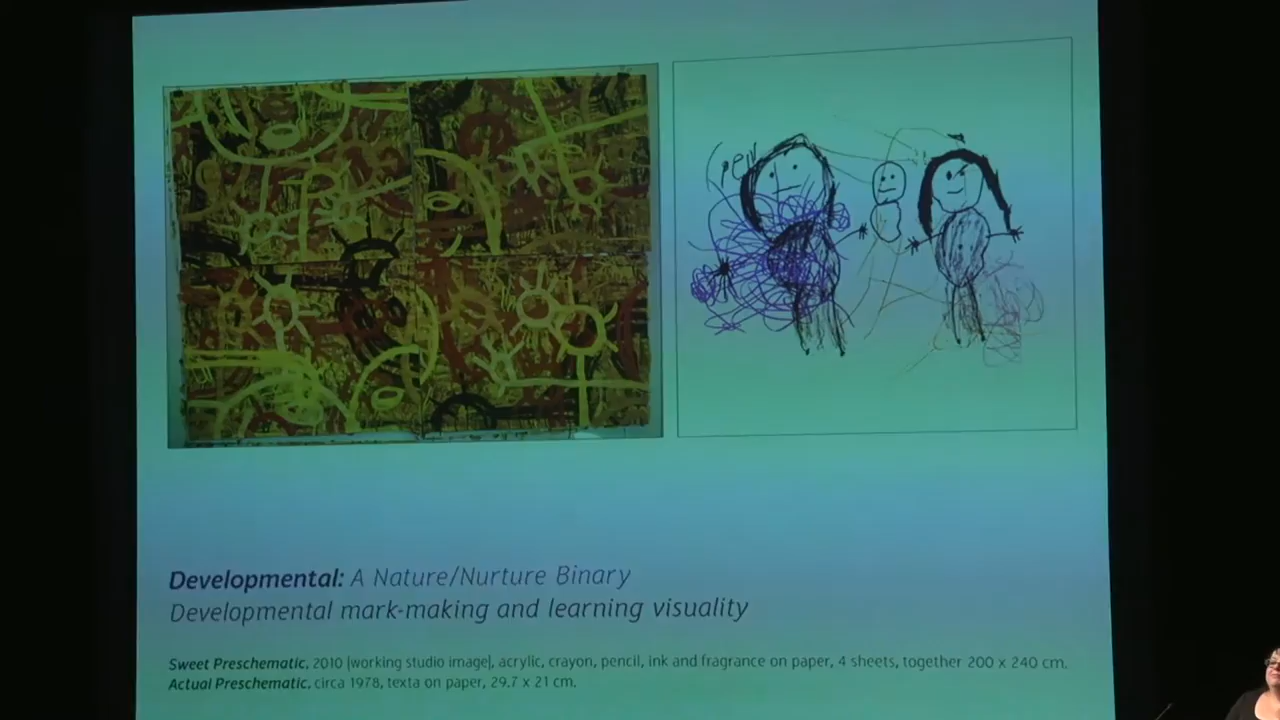 Developmental: A Nature/Nurture Binary
Developmental mark-making and learning visuality
Sweet Preschematic, 2010 [working studio image], acrylic, crayon, pencil, ink and fragrance on paper, 4 sheets, together 200 x 240 cm.
Actual Preschematic, circa 1978, texta on paper, 29.7 x 21 cm.